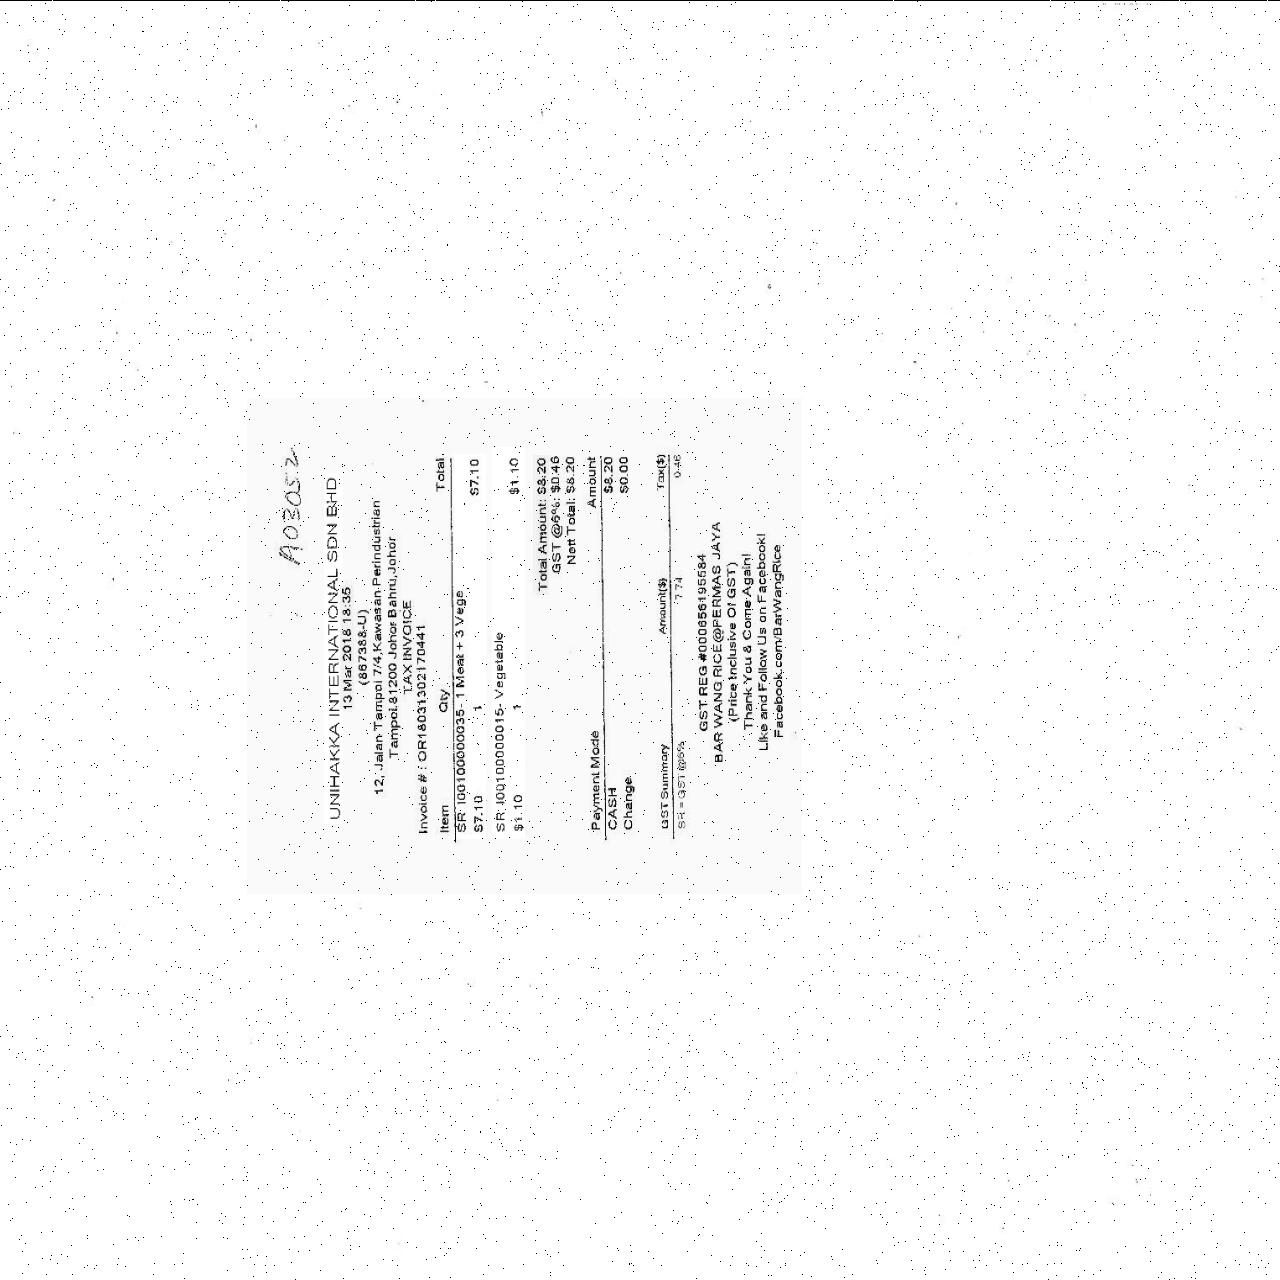 A03052
UNIHAKKA INTERNATIONAL SDN BHD
13 Mar 2018 18:35
(867388-U)
12, Jalan Tampoi 7/4,Kawasan Perindustrian
Tampoi,81200 Johor Bahru,Johor
TAX INVOICE
Invoice # : OR18031302170441
Item Qty Total
SR I00100000035- 1 Meat + 3 Vege
$7.10 1 $7.10
SR I00100000015- Vegetable
$1.10 1 $1.10
Total Amount: $8.20
GST @6%: $0.46
Nett Total: $8.20
Payment Mode Amount
CASH $8.20
Change $0.00
GST Summary Amount($) Tax($)
SR = GST @6% 7.74 0.46
GST REG #000656195584
BAR WANG RICE@PERMAS JAYA
(Price Inclusive Of GST)
Thank You & Come Again!
Like and Follow Us on Facebook!
Facebook.com/BarWangRice